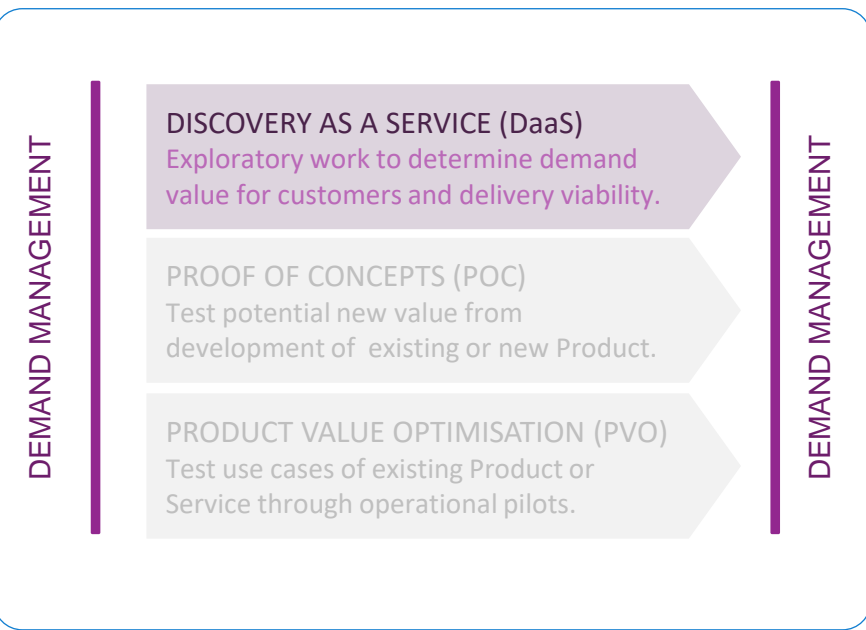 DEMAND MANAGEMENT
DISCOVERY AS A SERVICE (DaaS)
Exploratory work to determine demand
value for customers and delivery viability.
PROOF OF CONCEPTS (POC)
Test potential new value from
development of  existing or new Product.
PRODUCT VALUE OPTIMISATION (PVO)
Test use cases of existing Product or
Service through operational pilots.
DEMAND MANAGEMENT